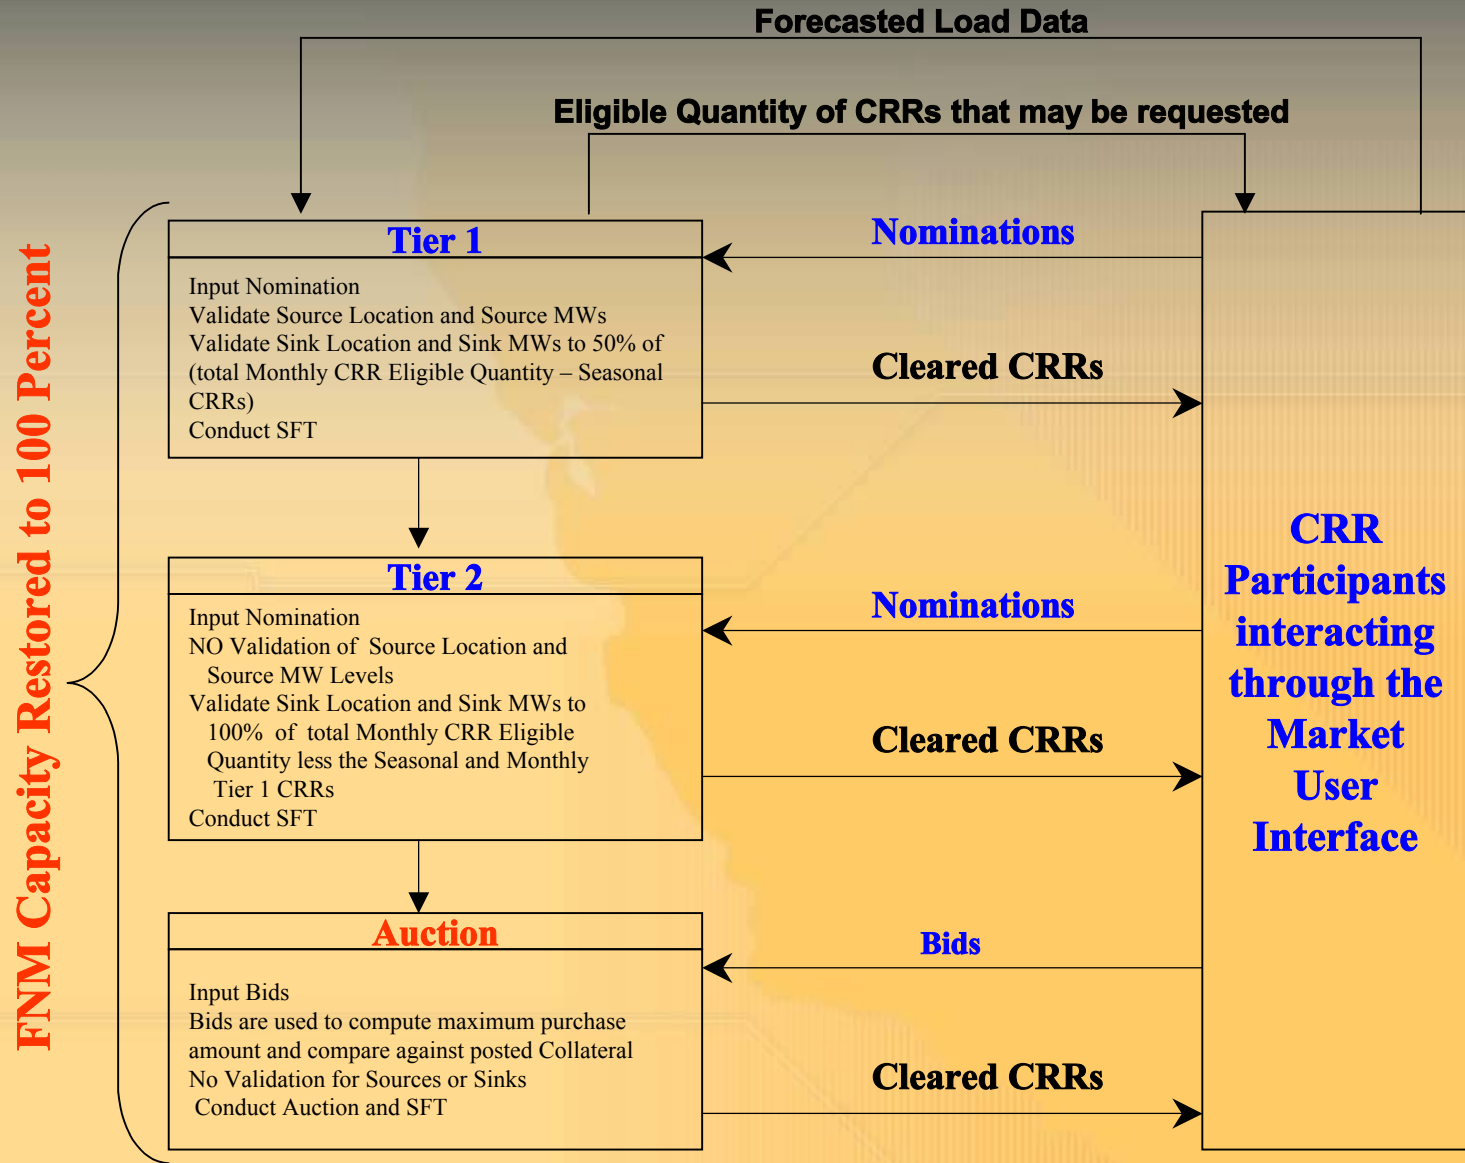 Forecasted Load Data
Eligible Quantity of CRRs that may be requested
FNM Capacity Restored to 100 Percent
Tier 1
Input Nomination
Validate Source Location and Source MWs
Validate Sink Location and Sink MWs to 50% of
(total Monthly CRR Eligible Quantity – Seasonal
CRRs)
Conduct SFT
Nominations
Cleared CRRs
Tier 2
Input Nomination
NO Validation of Source Location and
Source MW Levels
Validate Sink Location and Sink MWs to
100% of total Monthly CRR Eligible
Quantity less the Seasonal and Monthly
Tier 1 CRRs
Conduct SFT
Nominations
Cleared CRRs
Auction
Input Bids
Bids are used to compute maximum purchase
amount and compare against posted Collateral
No Validation for Sources or Sinks
Conduct Auction and SFT
Bids
Cleared CRRs
CRR
Participants
interacting
through the
Market
User
Interface